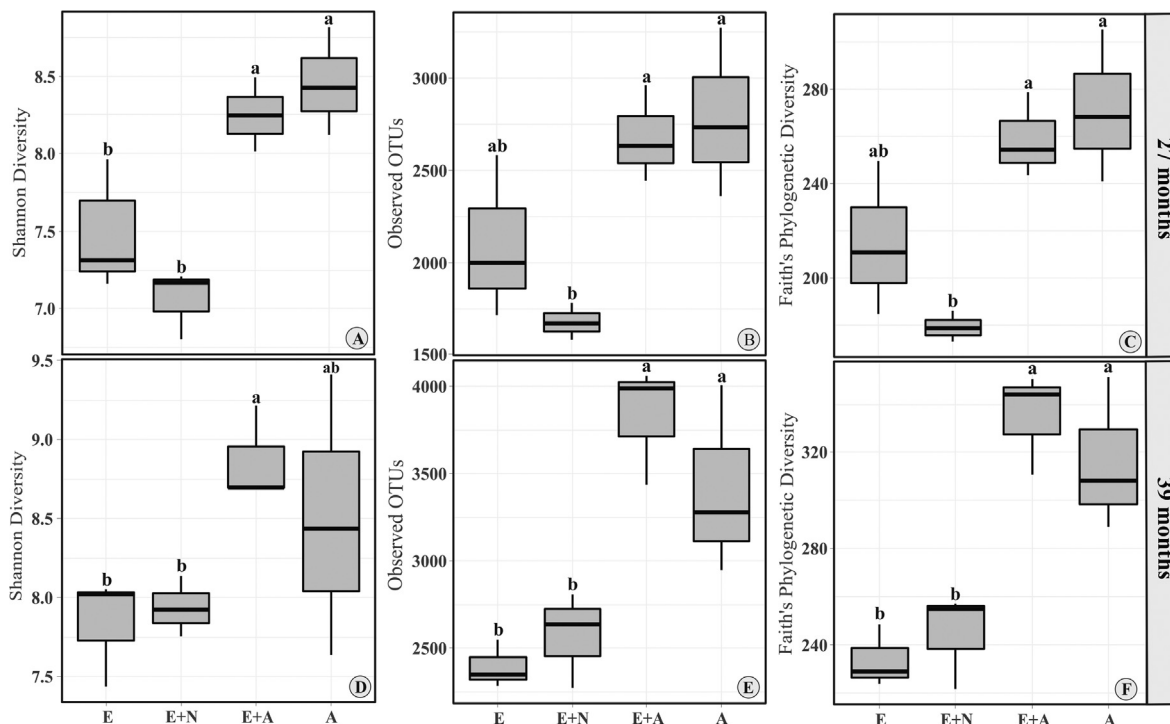 Shannon Diversity
8.5
8.0
7.5
7.0
b
b
a
a
A
Observed OTUs
3000
2500
2000
1500
ab
b
a
a
B
Faith's Phylogenetic Diversity
280
240
200
ab
b
a
a
C
27 months
Shannon Diversity
9.5
9.0
8.5
8.0
7.5
b
b
a
ab
D
E
E+N
E+A
A
Observed OTUs
4000
3500
3000
2500
b
b
a
a
E
E
E+N
E+A
A
Faith's Phylogenetic Diversity
320
280
240
b
b
a
a
F
E
E+N
E+A
A
39 months